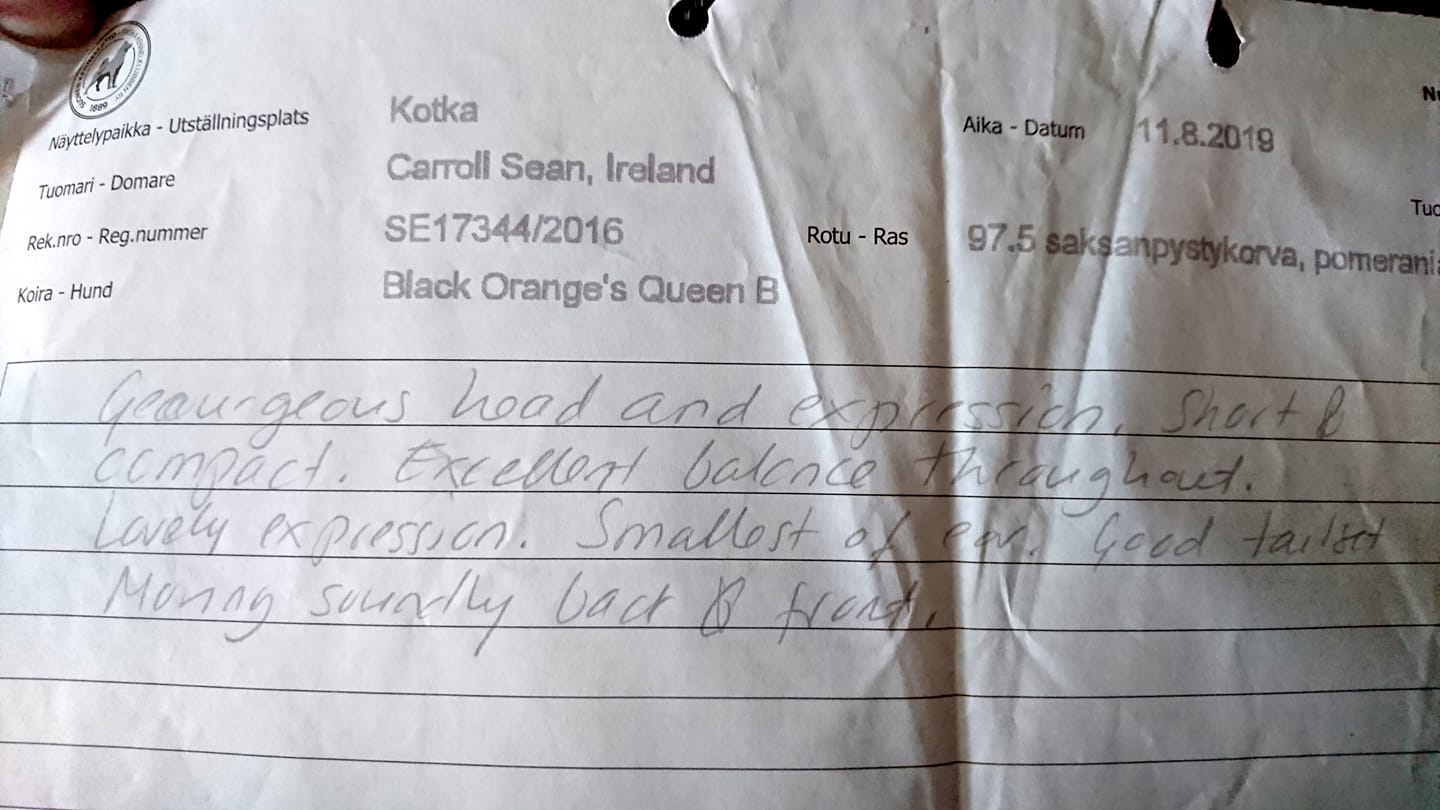 1889
Näyttelypaikka - Utställningsplats Kotka Aika - Datum 11.8.2019
Tuomari - Domare Carroll Sean, Ireland
Rek.nro - Reg.nummer SE17344/2016 Rotu - Ras 97.5 saksanpystykorva, pomerani
Koira - Hund Black Orange's Queen B
Geaurgeous head and expression. Short &
compact. Excellent balance throughout.
Lovely expression. Smallest of ear. Good tailset
Moving soundly back & front.